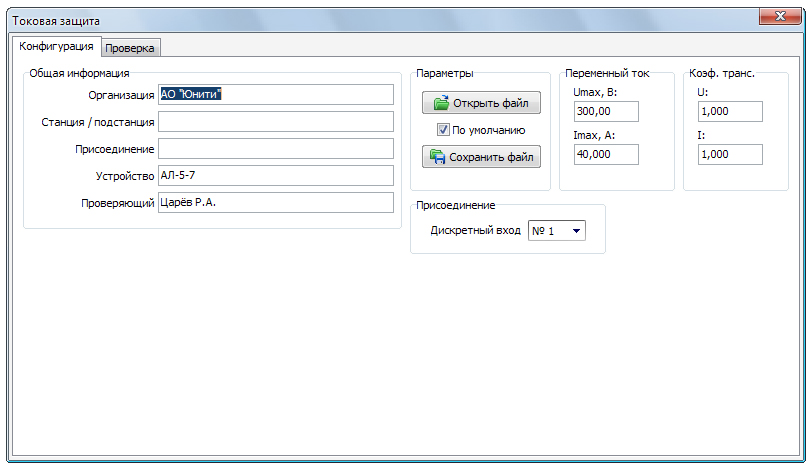 Токовая защита
Конфигурация
Проверка
Общая информация
Организация
АО "Юнити"
Станция / подстанция
Присоединение
Устройство
АЛ-5-7
Проверяющий
Царёв Р.А.
Параметры
Открыть файл
По умолчанию
Сохранить файл
Переменный ток
Umax, В:
300,00
Imax, А:
40,000
Коэф. транс.
U:
1,000
I:
1,000
Присоединение
Дискретный вход
№ 1